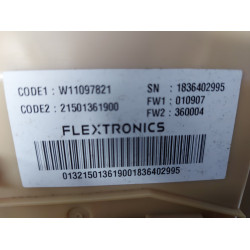 CODE1 : W11097821 SN : 1836402995
CODE2 : 21501361900 FW1 : 010907
FW2 : 360004
FLEXTRONICS
013215013619001836402995